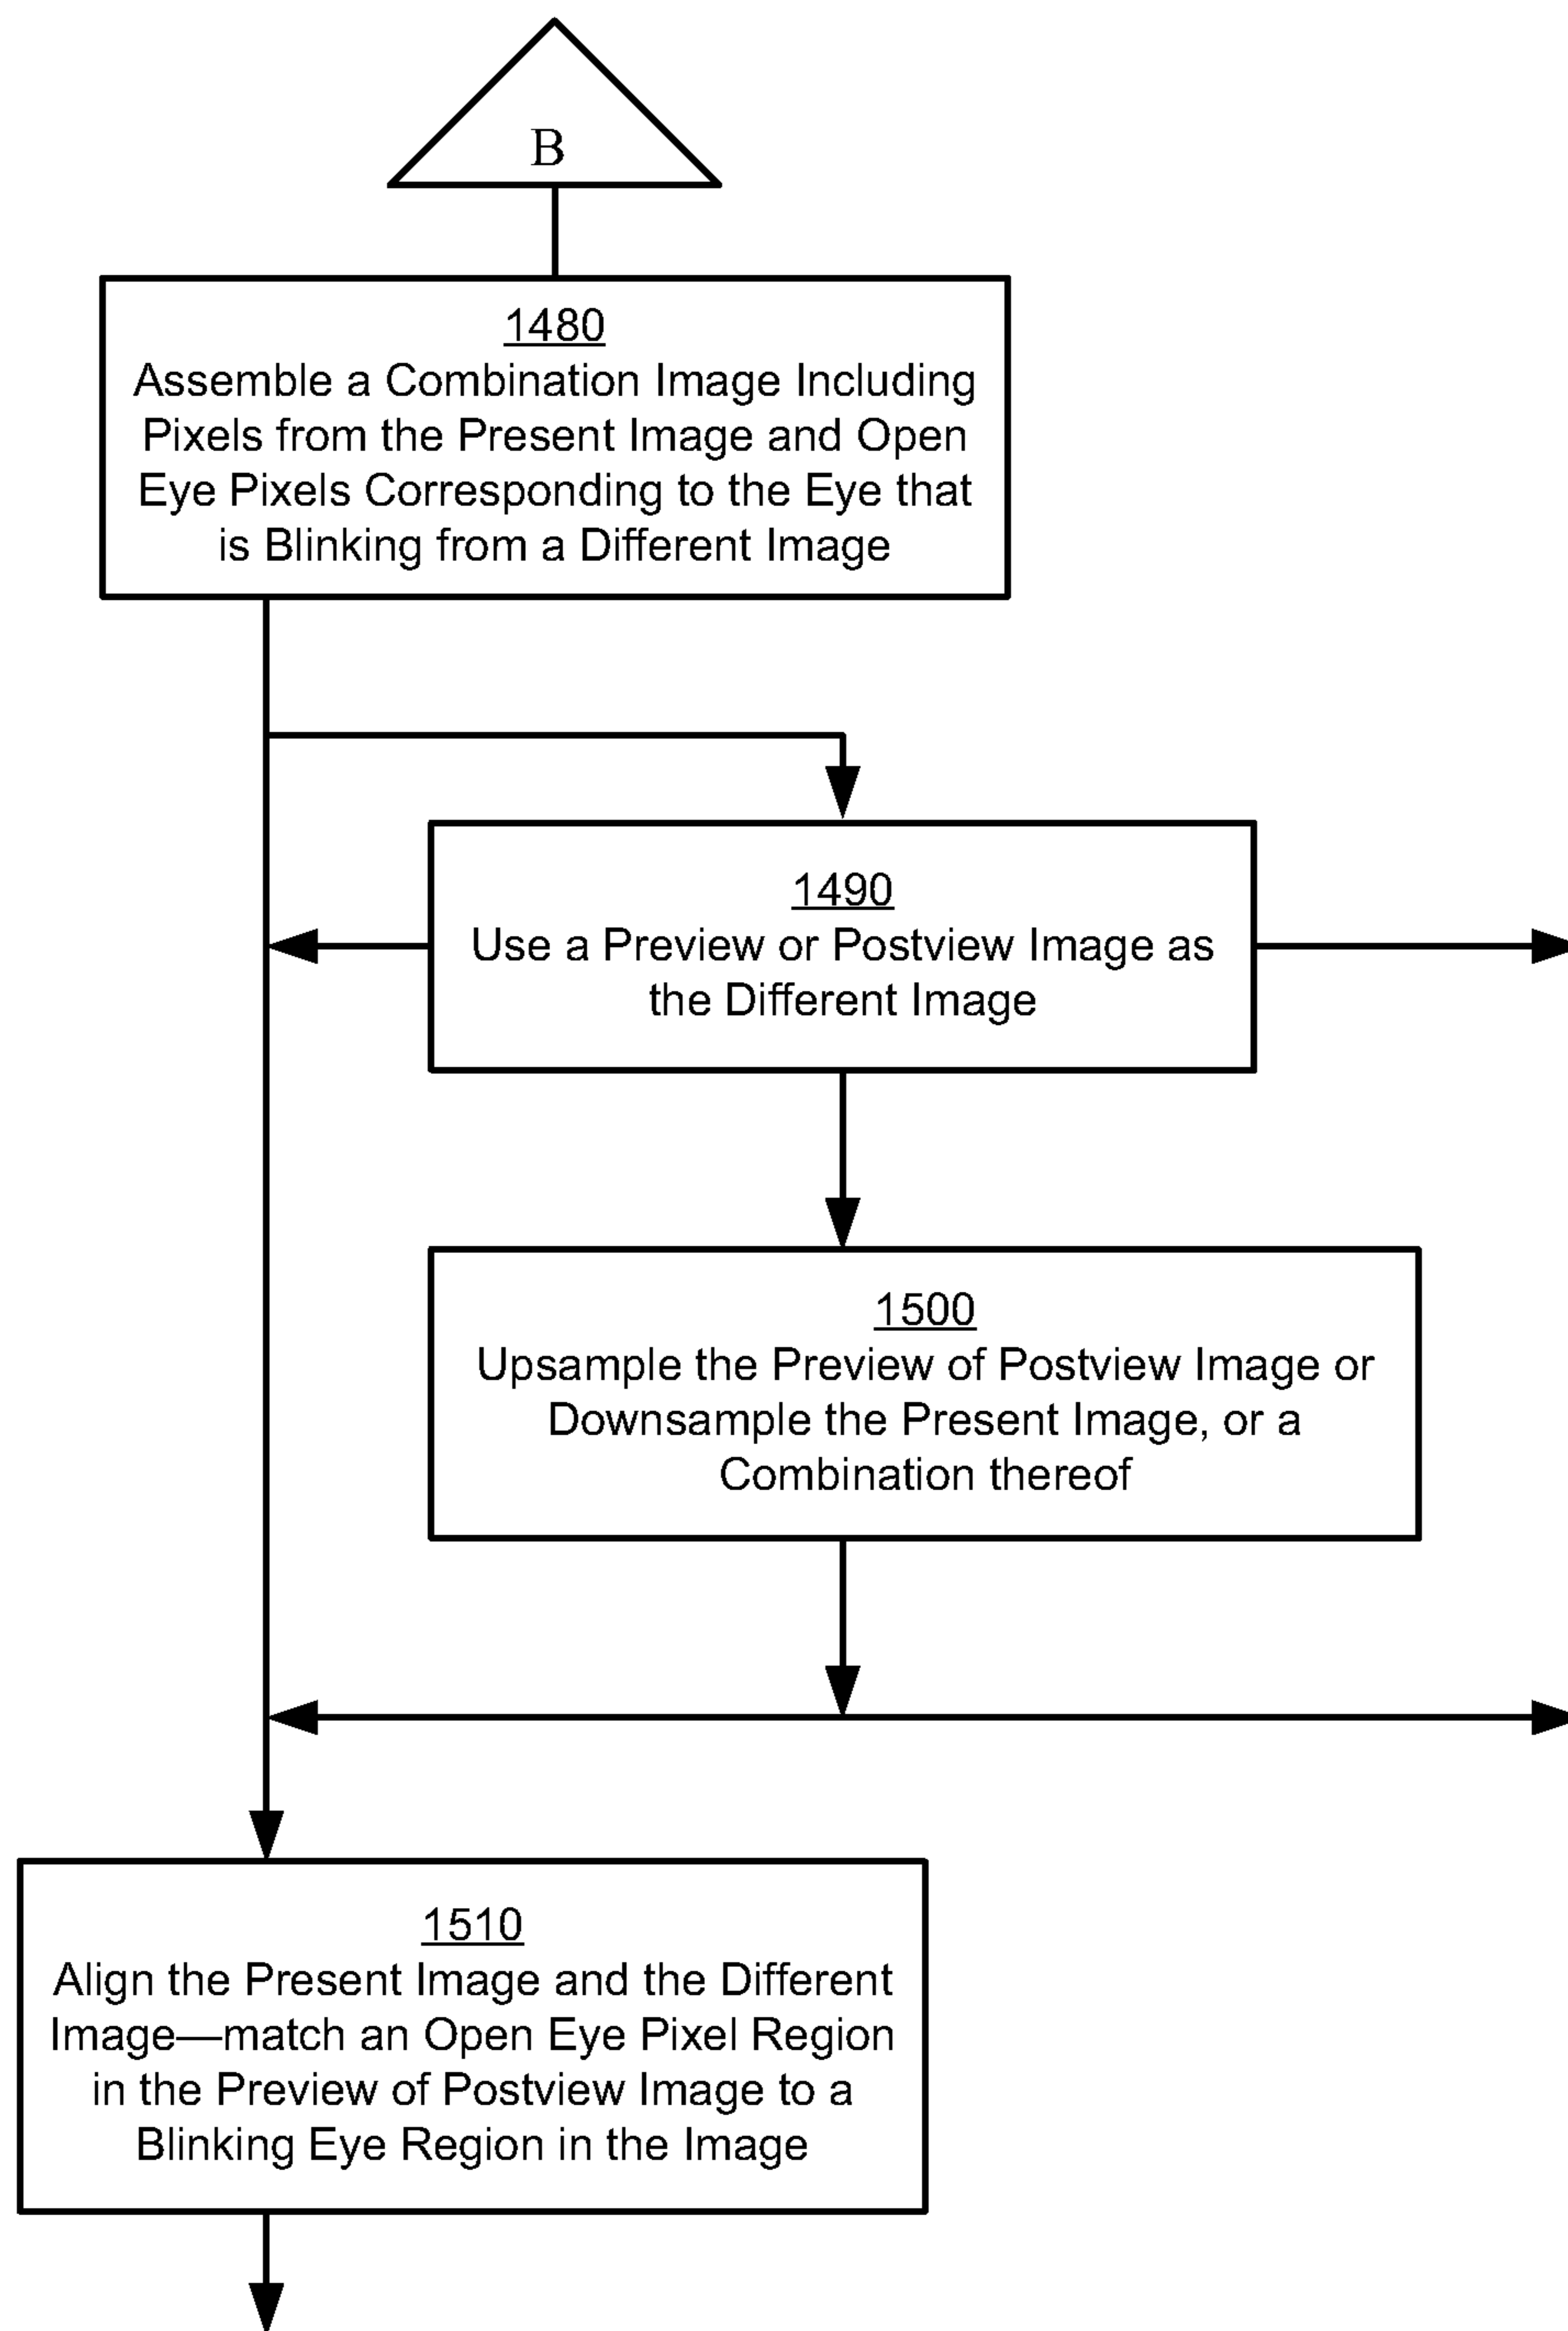 B
1480
Assemble a Combination Image Including
Pixels from the Present Image and Open
Eye Pixels Corresponding to the Eye that
is Blinking from a Different Image
1490
Use a Preview or Postview Image as
the Different Image
1500
Upsample the Preview of Postview Image or
Downsample the Present Image, or a
Combination thereof
1510
Align the Present Image and the Different
Image—match an Open Eye Pixel Region
in the Preview of Postview Image to a
Blinking Eye Region in the Image